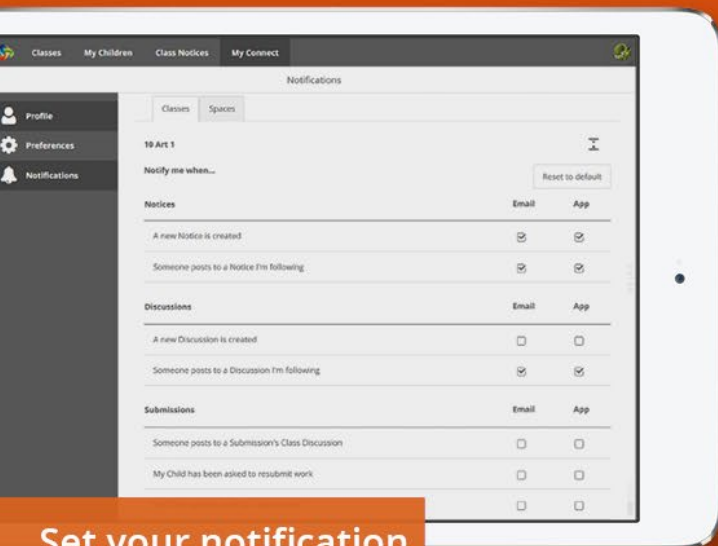 Classes My Children Class Notices My Connect
Notifications
Profile
Preferences
Notifications
Classes Spaces
10 Art 1
Notify me when...
Reset to default
Notices Email App
A new Notice is created
Someone posts to a Notice I'm following
Discussions Email App
A new Discussion is created
Someone posts to a Discussion I'm following
Submissions Email App
Someone posts to a Submission's Class Discussion
My Child has been asked to resubmit work
Set your notification